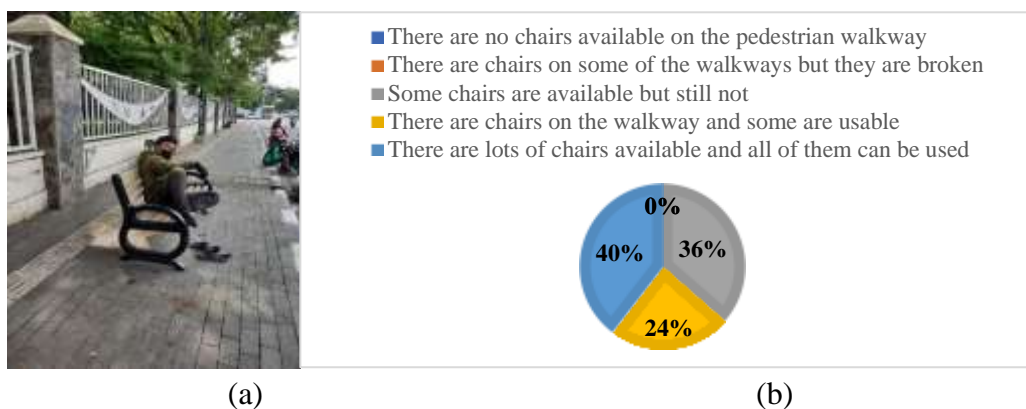 There are no chairs available on the pedestrian walkway
There are chairs on some of the walkways but they are broken
Some chairs are available but still not
There are chairs on the walkway and some are usable
There are lots of chairs available and all of them can be used
0%
40%
36%
24%
(a)
(b)